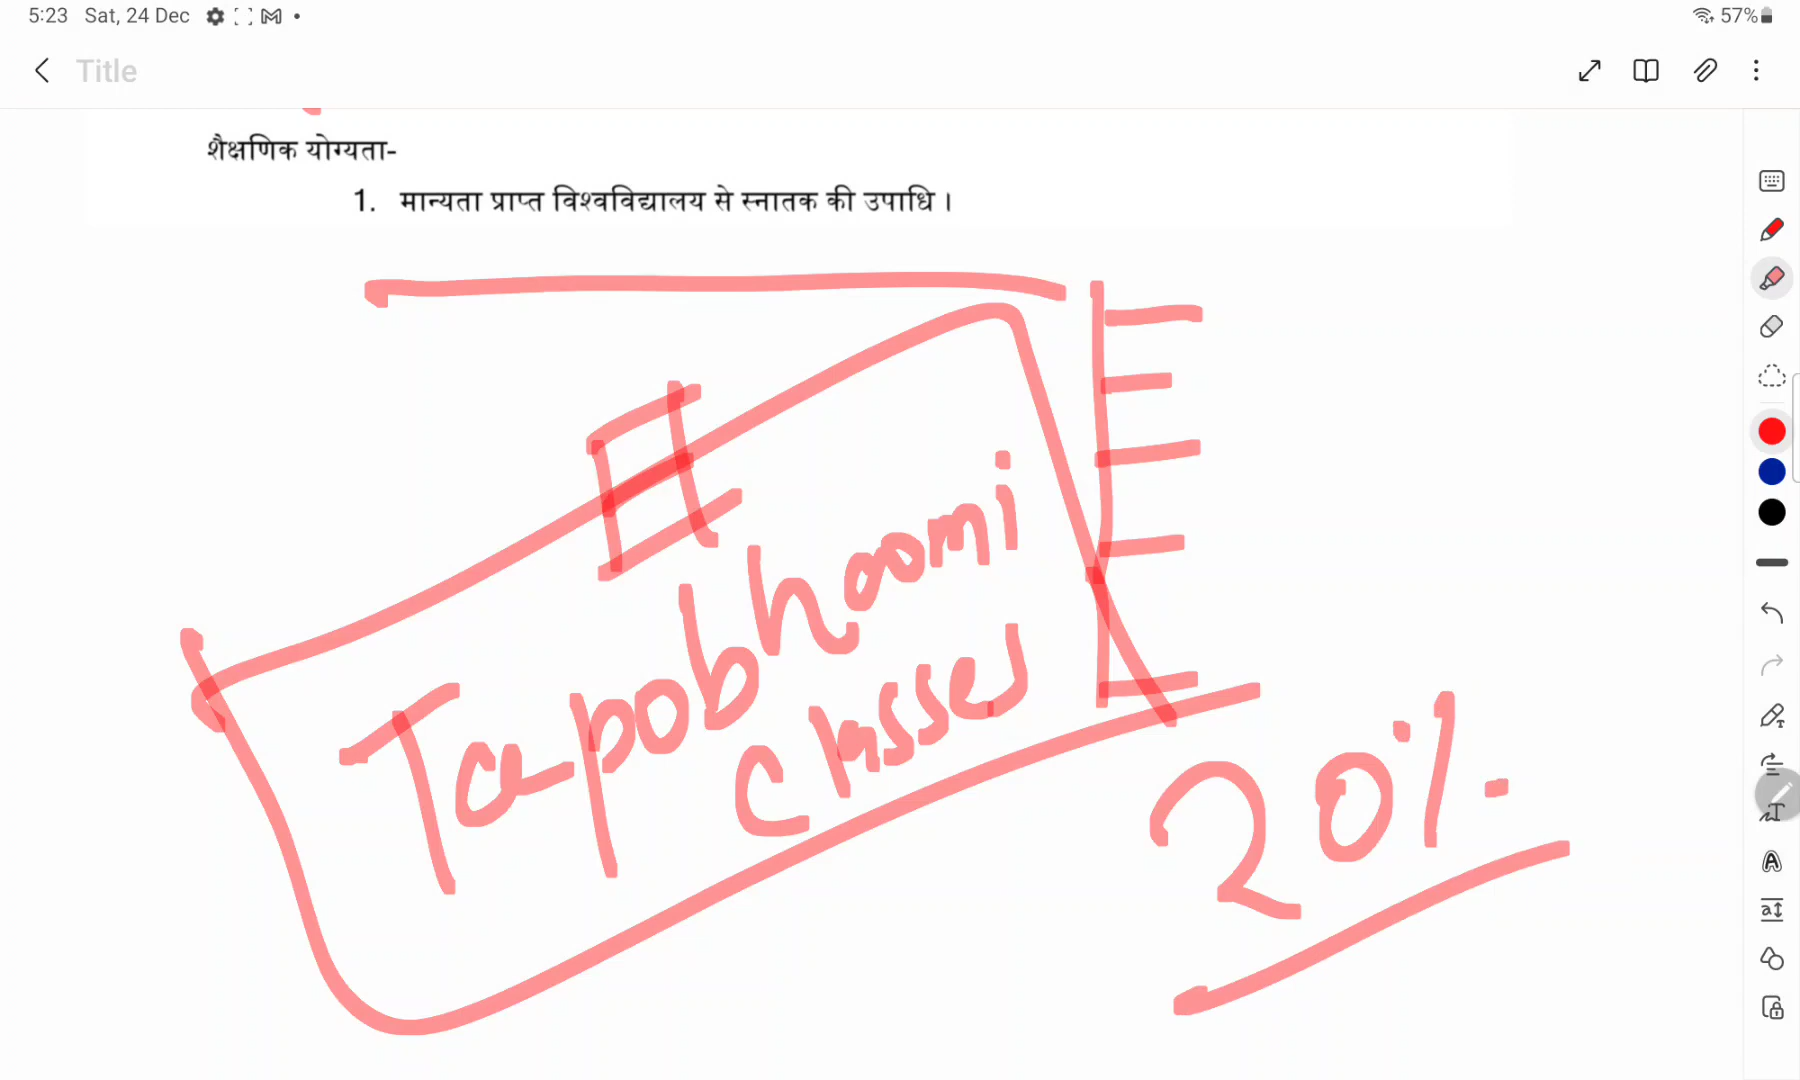 5:23 Sat, 24 Dec
57%
Title
शैक्षणिक योग्यता-
1. मान्यता प्राप्त विश्वविद्यालय से स्नातक की उपाधि।
Tapobhoomi
classes
20%.